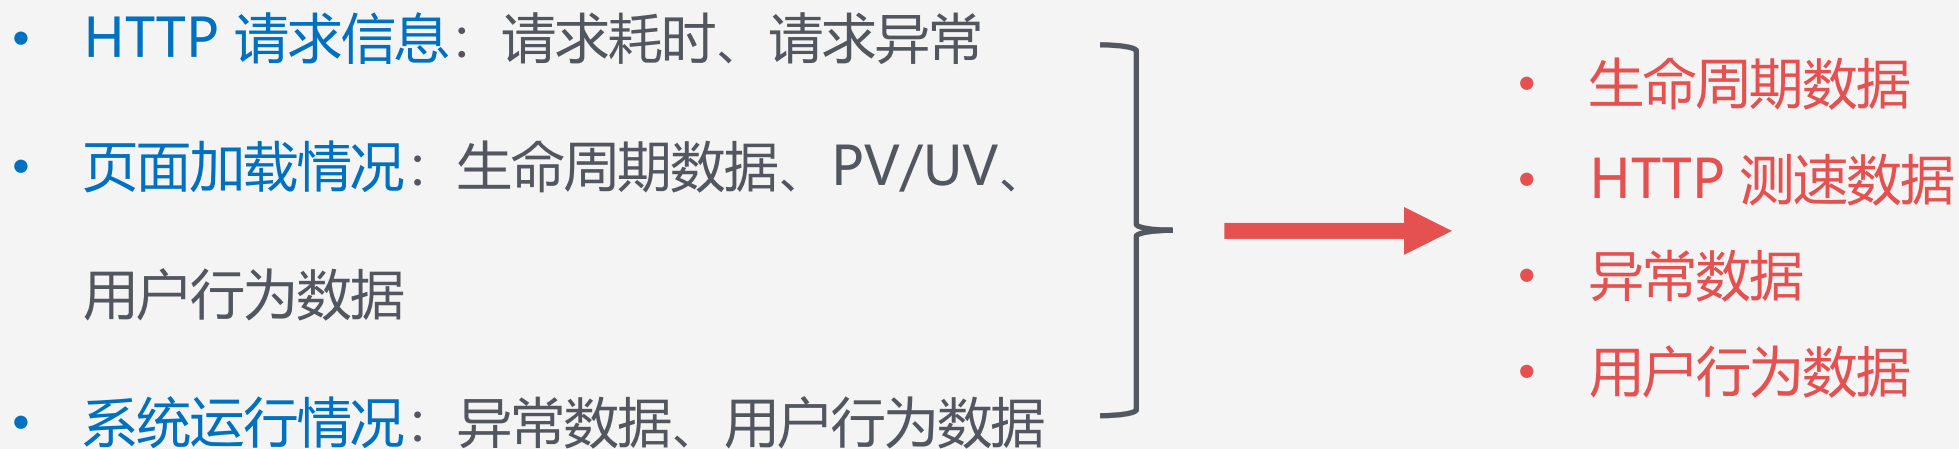 • HTTP 请求信息：请求耗时、请求异常
• 页面加载情况：生命周期数据、PV/UV、
用户行为数据
• 系统运行情况：异常数据、用户行为数据
• 生命周期数据
• HTTP 测速数据
• 异常数据
• 用户行为数据